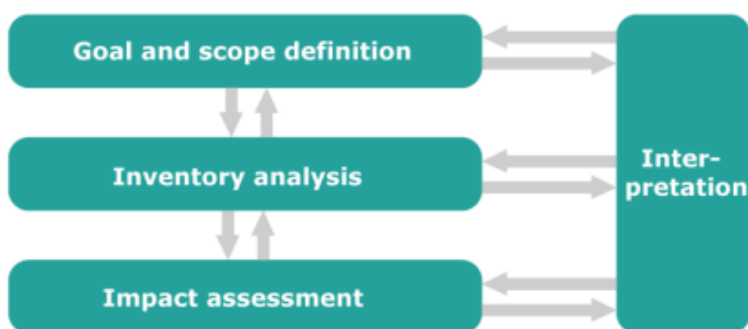 Goal and scope definition
Inventory analysis
Impact assessment
Inter-
pretation